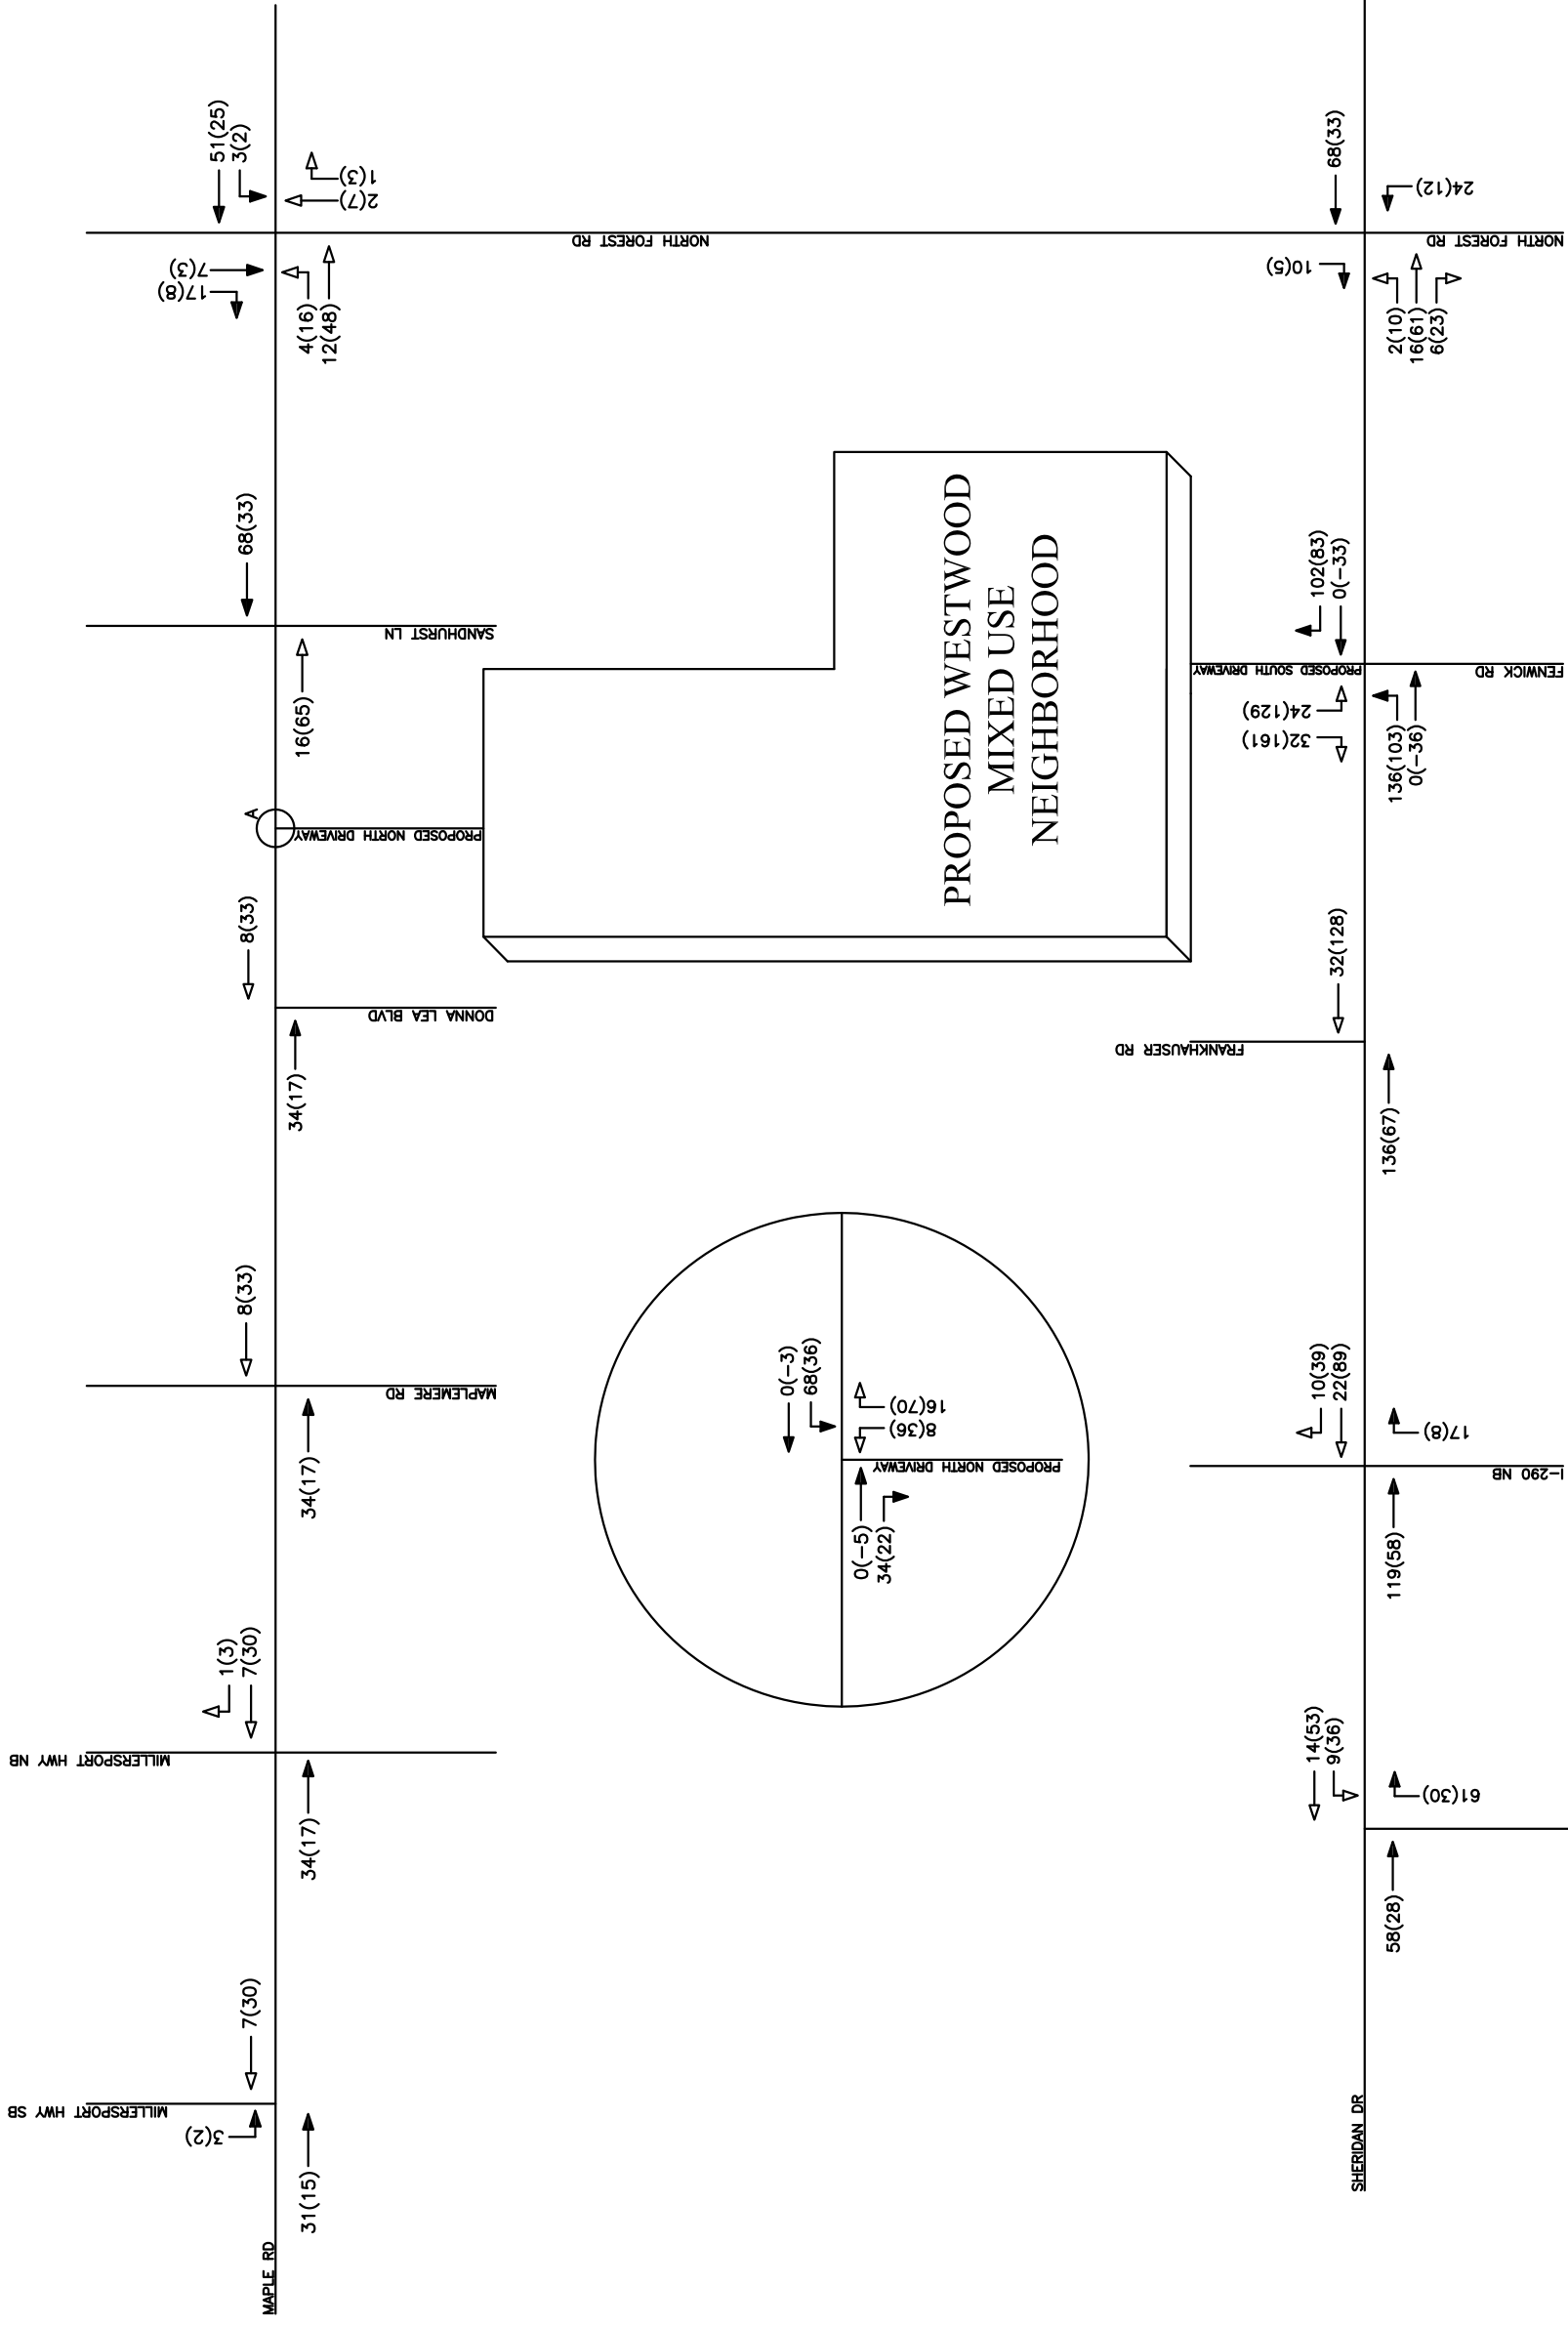 51(25)
3(2)
1(3)
2(7)
7(3)
17(8)
4(16)
12(48)
NORTH FOREST RD
68(33)
24(12)
10(5)
NORTH FOREST RD
2(10)
16(61)
6(23)
68(33)
SANDHURST LN
16(65)
A
PROPOSED NORTH DRIVEWAY
PROPOSED WESTWOOD
MIXED USE
NEIGHBORHOOD
102(83)
0(-33)
PROPOSED SOUTH DRIVEWAY
FENWICK RD
24(129)
32(161)
136(103)
0(-36)
8(33)
DONNA LEA BLVD
34(17)
32(128)
FRANKHAUSER RD
136(67)
8(33)
MAPLEMERE RD
34(17)
0(-3)
68(36)
16(70)
8(36)
PROPOSED NORTH DRIVEWAY
0(-5)
34(22)
10(39)
22(89)
17(8)
I-290 NB
119(58)
1(3)
7(30)
MILLERSPORT HWY NB
34(17)
14(53)
9(36)
61(30)
58(28)
7(30)
MILLERSPORT HWY SB
3(2)
31(15)
MAPLE RD
SHERIDAN DR